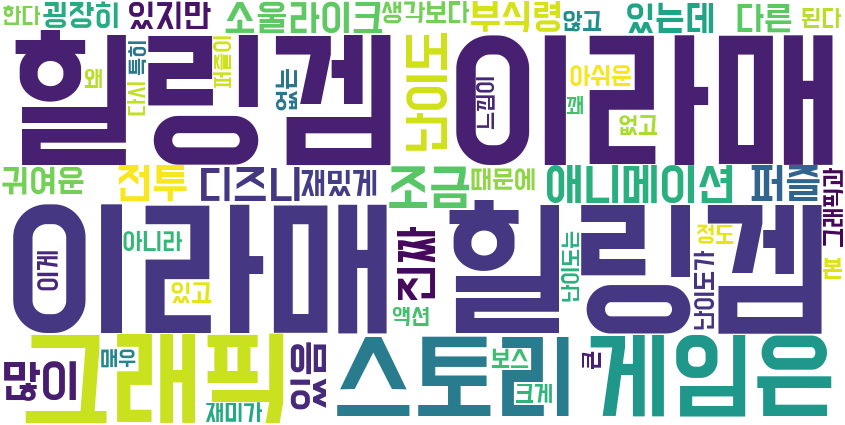 한다 굉장히 있지만 소울라이크 생각보다 부식령 않고 있는데 다른 된다
힐링겜 이라매
왜 다시 특히 퍼즐이 없는 난이도 느낌이 아쉬운 꽤 없고
귀여운 전투 디즈니 재밌게 조금 때문에 애니메이션 퍼즐 그래픽과
이라매 힐링겜
이게 아니라 있고 진짜 액션 난이도는 난이도가 정도 본
많이 매우 그래픽 재미가 있음 스토리 보스 크게 큰 게임은